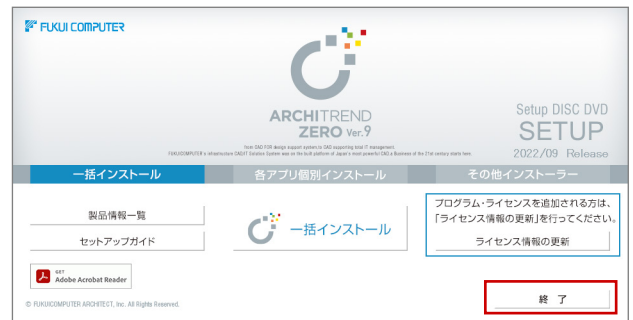 FUKUI COMPUTER
ARCHITREND
ZERO Ver.9
Setup DISC DVD
SETUP
2022/09 Release
一括インストール
各アプリ個別インストール
その他インストーラー
製品情報一覧
セットアップガイド
一括インストール
プログラム・ライセンスを追加される方は、
「ライセンス情報の更新」を行ってください。
ライセンス情報の更新
GET
Adobe Acrobat Reader
© FUKUICOMPUTER ARCHITECT, Inc. All Rights Reserved.
終 了